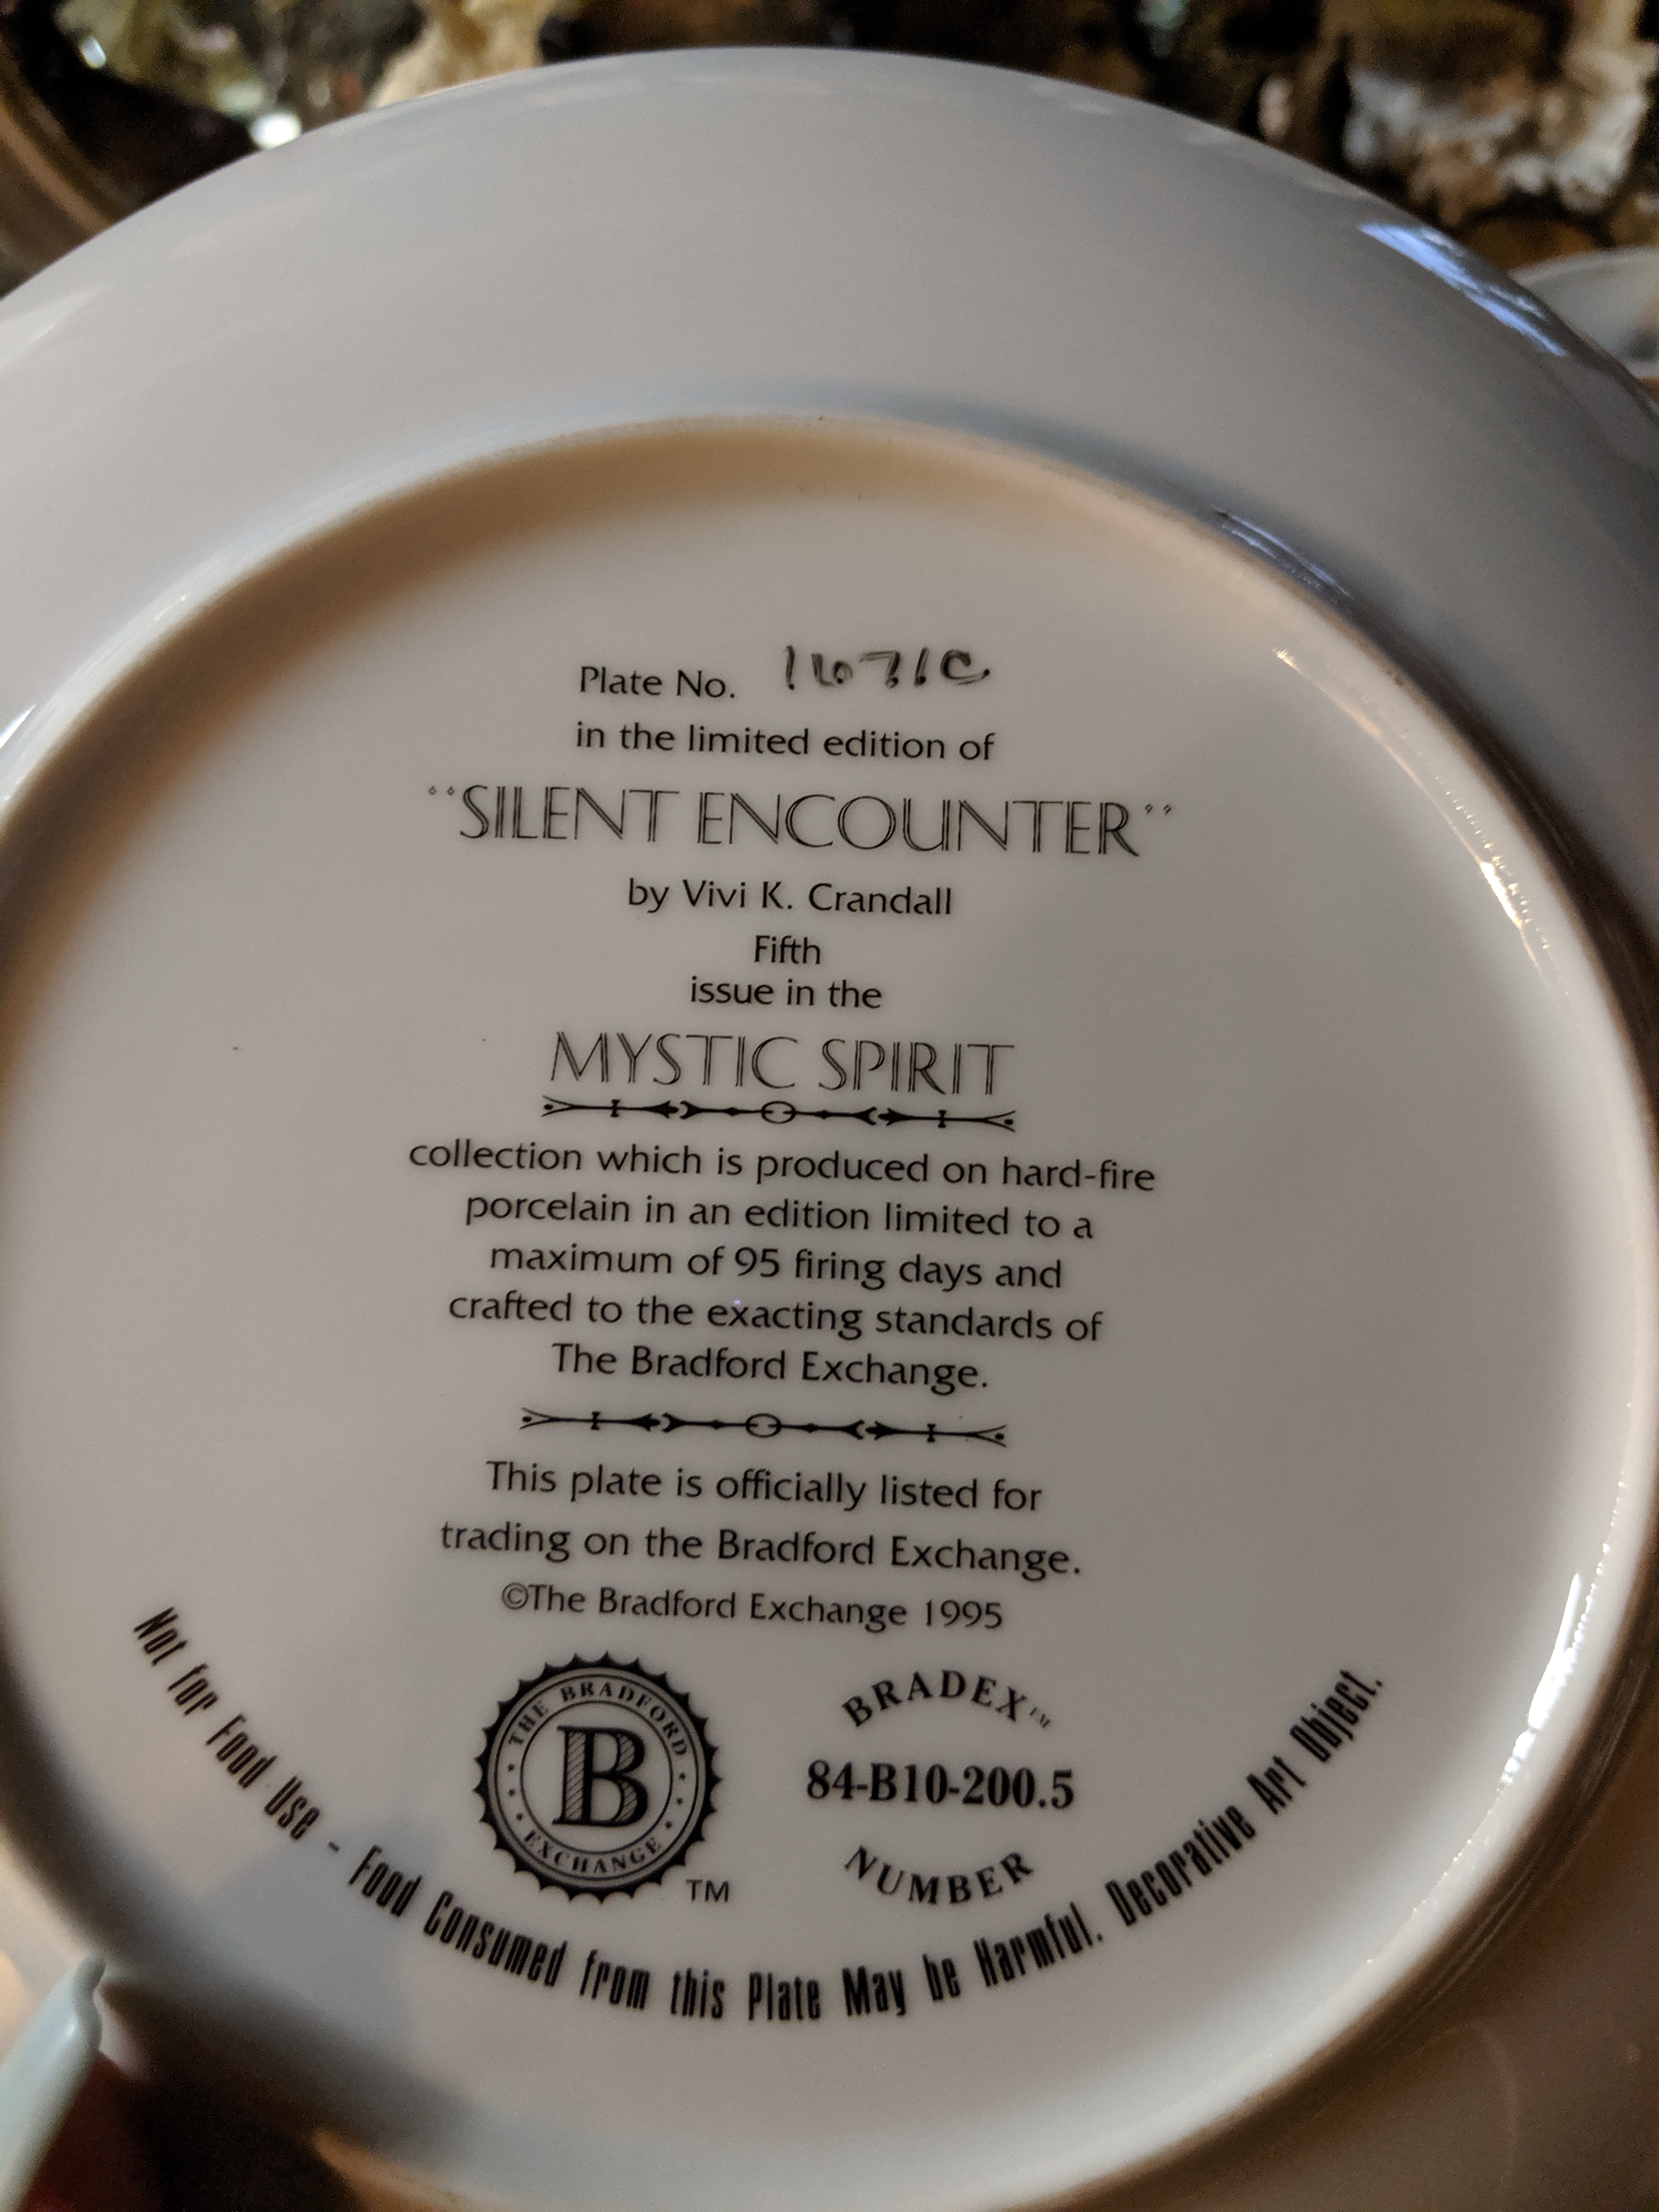 Plate No. 1671C
in the limited edition of
"SILENT ENCOUNTER"
by Vivi K. Crandall
Fifth
issue in the
MYSTIC SPIRIT
collection which is produced on hard-fire
porcelain in an edition limited to a
maximum of 95 firing days and
crafted to the exacting standards of
The Bradford Exchange.
This plate is officially listed for
trading on the Bradford Exchange.
©The Bradford Exchange 1995
THE BRADFORD
B
EXCHANGE
TM
BRADEX™
84-B10-200.5
NUMBER
Not for Food Use - Food Consumed from this Plate May be Harmful. Decorative Art Object.